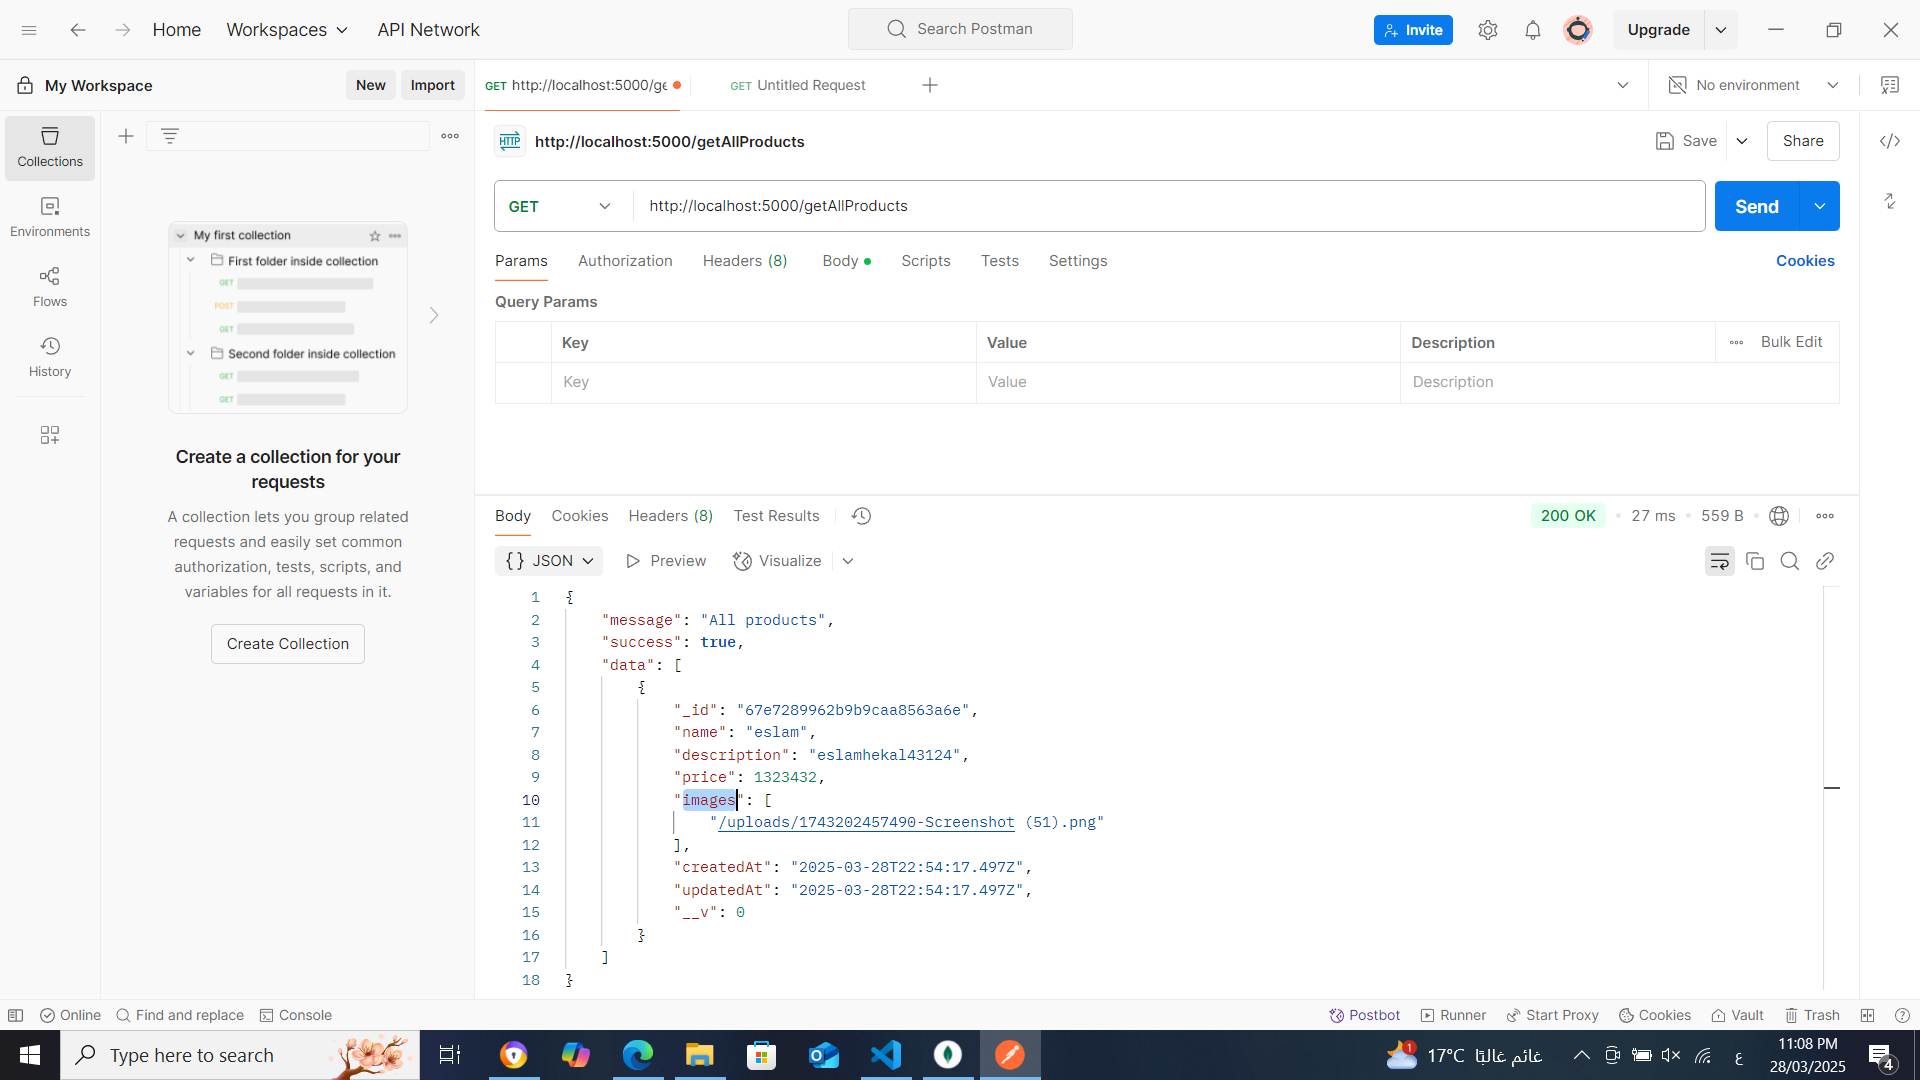 Home Workspaces API Network Search Postman Invite Upgrade
My Workspace New Import GET http://localhost:5000/ge GET Untitled Request No environment
Collections
Environments
Flows
History
My first collection
First folder inside collection
GET
POST
GET
Second folder inside collection
GET
GET
Create a collection for your
requests
A collection lets you group related
requests and easily set common
authorization, tests, scripts, and
variables for all requests in it.
Create Collection
HTTP http://localhost:5000/getAllProducts Save Share
GET http://localhost:5000/getAllProducts Send
Params Authorization Headers (8) Body Scripts Tests Settings Cookies
Query Params
Key Value Description Bulk Edit
Key Value Description
Body Cookies Headers (8) Test Results 200 OK 27 ms 559 B
{} JSON Preview Visualize
1 {
2 "message": "All products",
3 "success": true,
4 "data": [
5 {
6 "_id": "67e7289962b9b9caa8563a6e",
7 "name": "eslam",
8 "description": "eslamhekal43124",
9 "price": 1323432,
10 "images": [
11 "/uploads/1743202457490-Screenshot (51).png"
12 ],
13 "createdAt": "2025-03-28T22:54:17.497Z",
14 "updatedAt": "2025-03-28T22:54:17.497Z",
15 "__v": 0
16 }
17 ]
18 }
Online Find and replace Console Postbot Runner Start Proxy Cookies Vault Trash
Type here to search 1 17°C غائم غالبًا ع 11:08 PM
28/03/2025 4